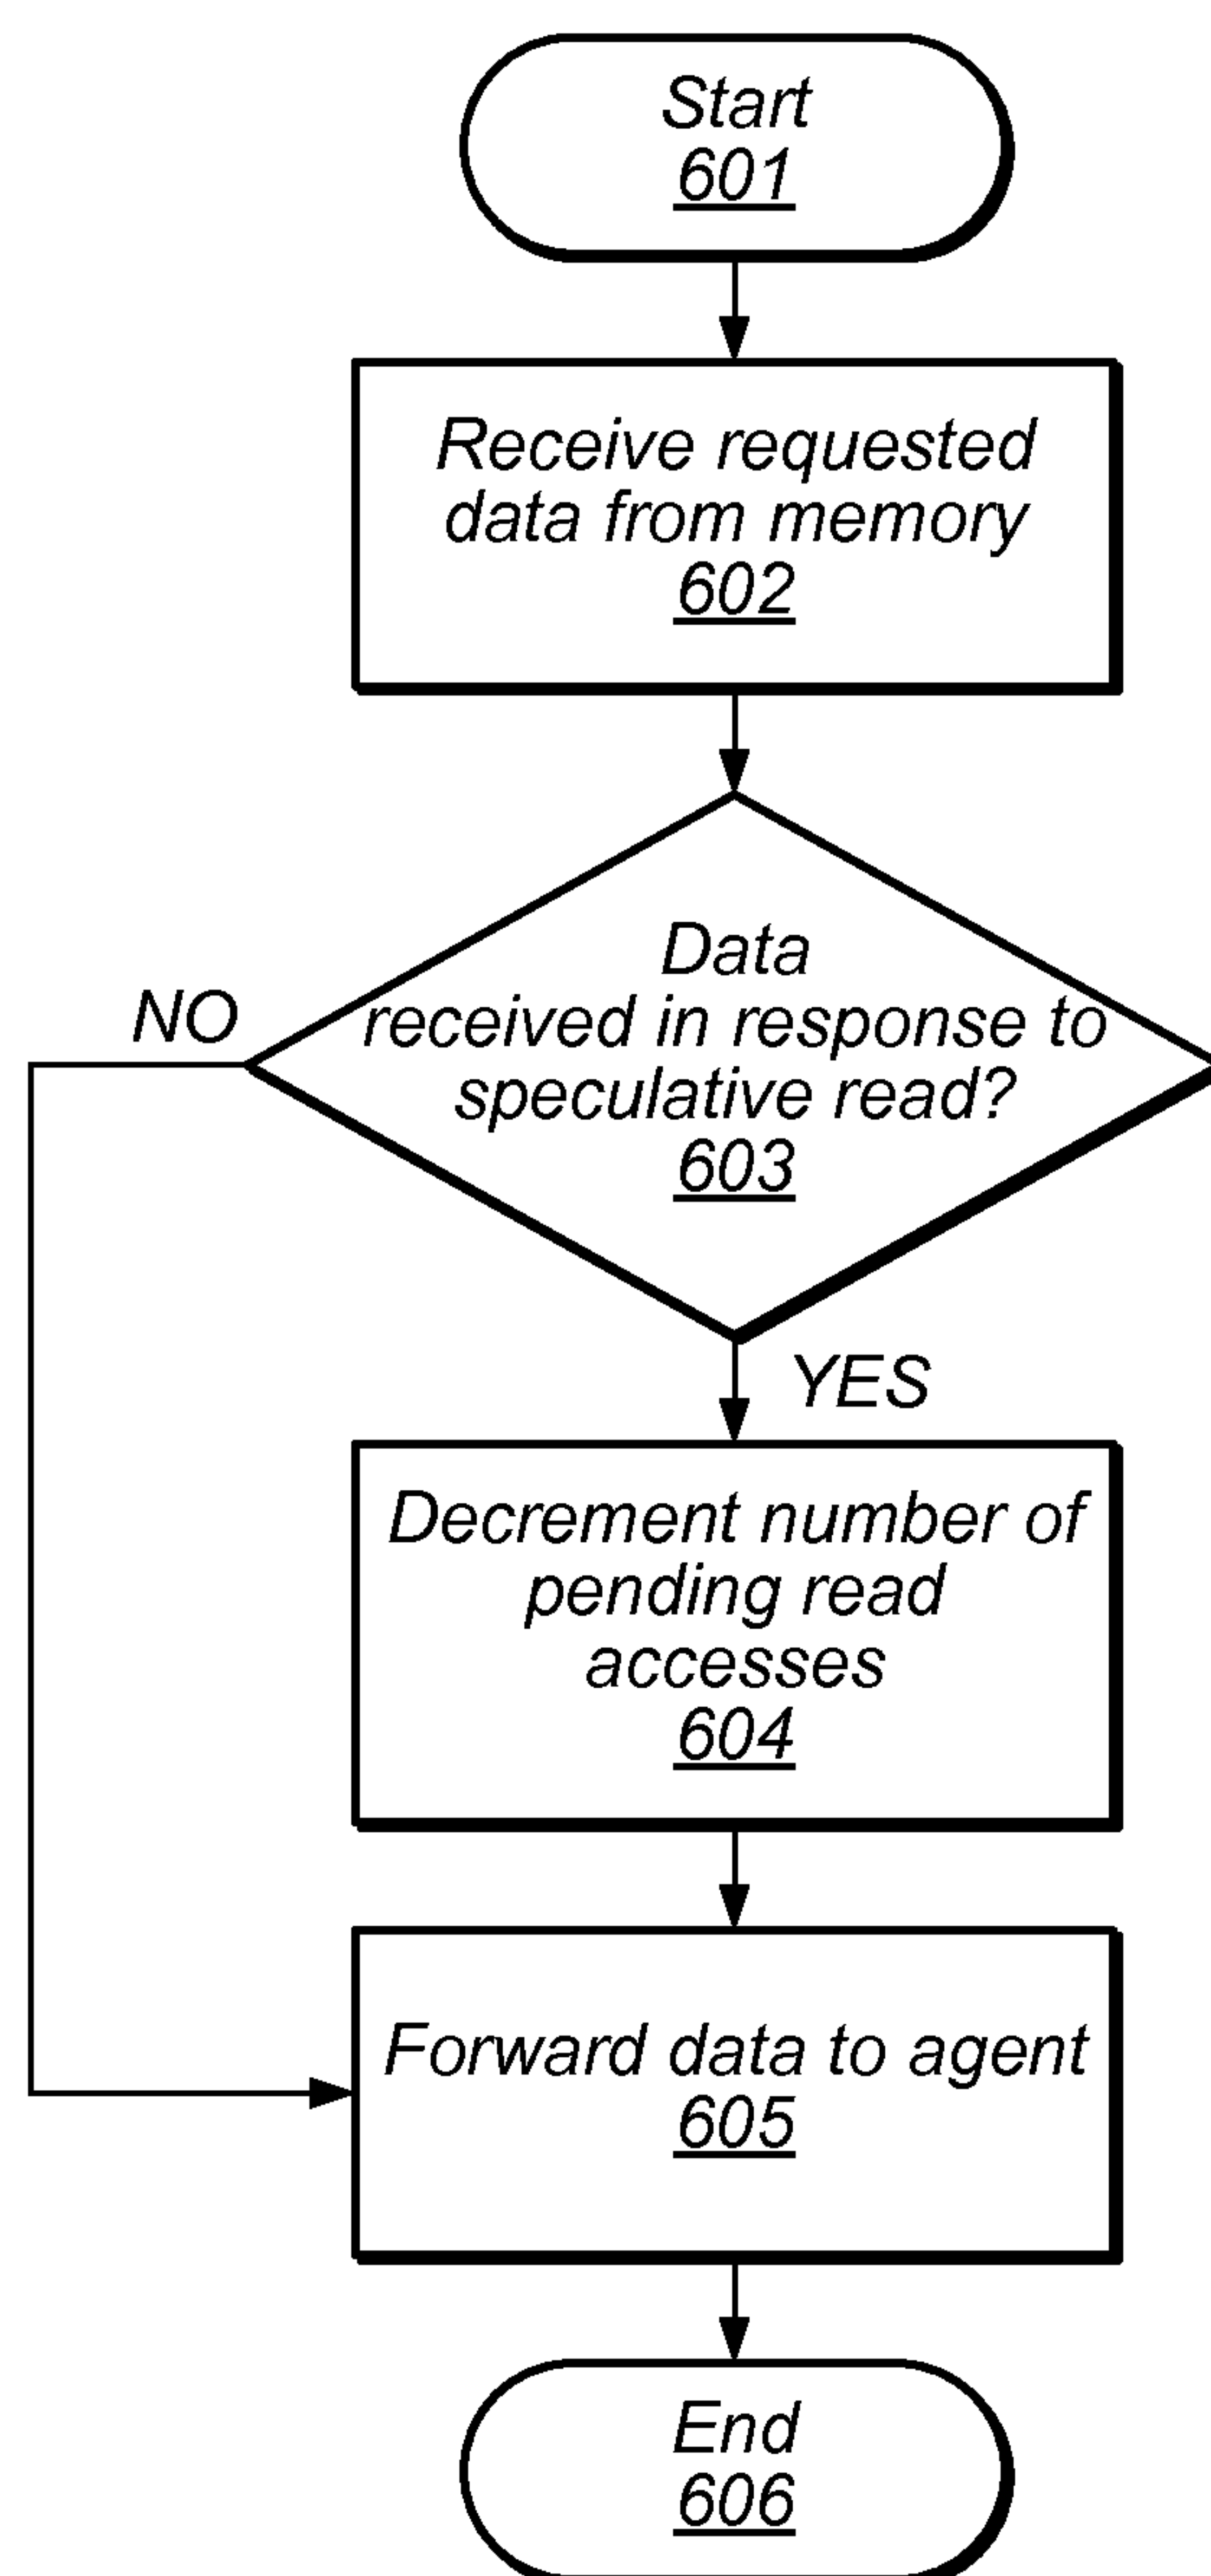 Start
601
Receive requested
data from memory
602
Data
received in response to
speculative read?
603
NO
YES
Decrement number of
pending read
accesses
604
Forward data to agent
605
End
606